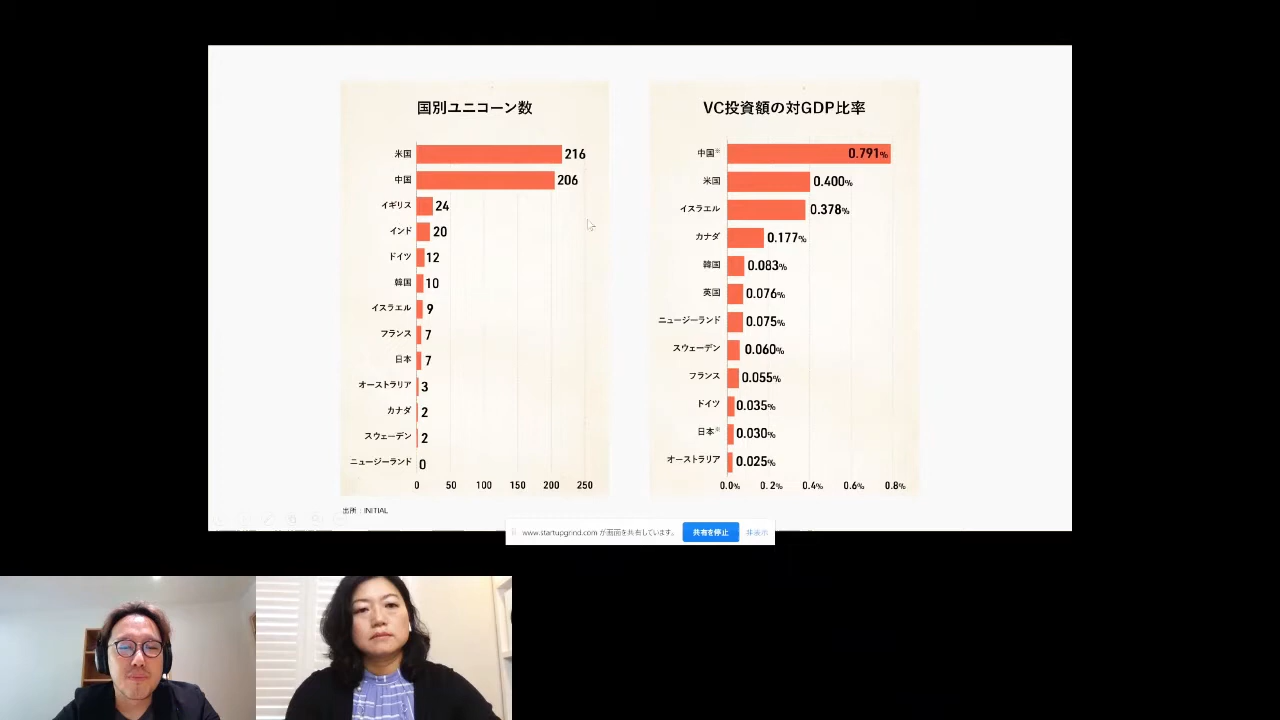 国別ユニコーン数
米国 216
中国 206
イギリス 24
インド 20
ドイツ 12
韓国 10
イスラエル 9
フランス 7
日本 7
オーストラリア 3
カナダ 2
スウェーデン 2
ニュージーランド 0
0 50 100 150 200 250
VC投資額の対GDP比率
中国※ 0.791%
米国 0.400%
イスラエル 0.378%
カナダ 0.177%
韓国 0.083%
英国 0.076%
ニュージーランド 0.075%
スウェーデン 0.060%
フランス 0.055%
ドイツ 0.035%
日本※ 0.030%
オーストラリア 0.025%
0.0% 0.2% 0.4% 0.6% 0.8%
出所：INITIAL
www.startupgrind.com が画面を共有しています。 共有を停止 非表示